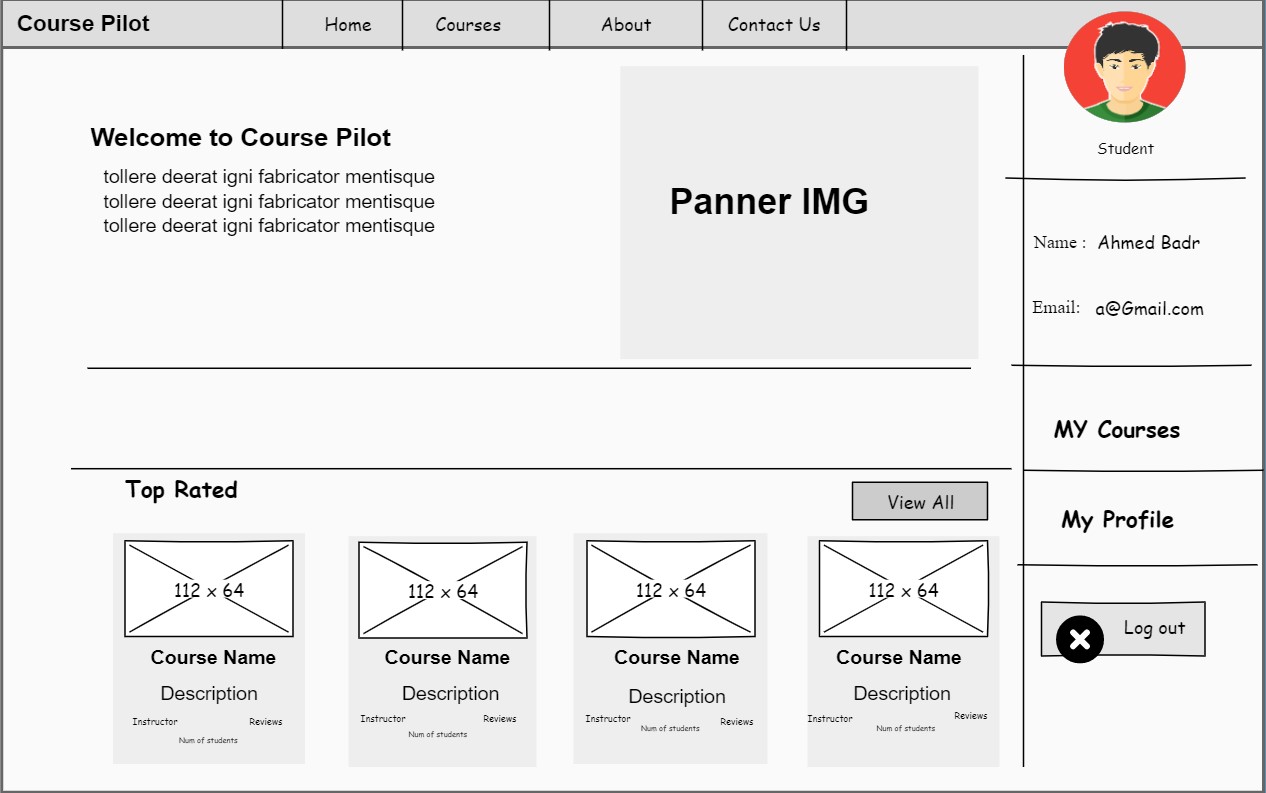 Course Pilot
Home
Courses
About
Contact Us
Student
Welcome to Course Pilot
tollere deerat igni fabricator mentisque
tollere deerat igni fabricator mentisque
tollere deerat igni fabricator mentisque
Panner IMG
Name : Ahmed Badr
Email: a@Gmail.com
MY Courses
My Profile
Log out
Top Rated
View All
112 x 64
Course Name
Description
Instructor Reviews
Num of students
112 x 64
Course Name
Description
Instructor Reviews
Num of students
112 x 64
Course Name
Description
Instructor Reviews
Num of students
112 x 64
Course Name
Description
Instructor Reviews
Num of students